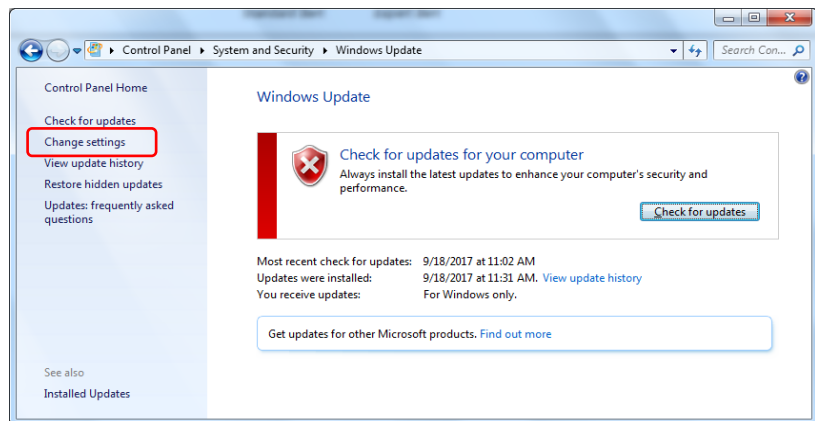 Control Panel ▸ System and Security ▸ Windows Update
Search Con...
Control Panel Home
Check for updates
Change settings
View update history
Restore hidden updates
Updates: frequently asked
questions
See also
Installed Updates
Windows Update
Check for updates for your computer
Always install the latest updates to enhance your computer's security and
performance.
Check for updates
Most recent check for updates: 9/18/2017 at 11:02 AM
Updates were installed: 9/18/2017 at 11:31 AM. View update history
You receive updates: For Windows only.
Get updates for other Microsoft products. Find out more